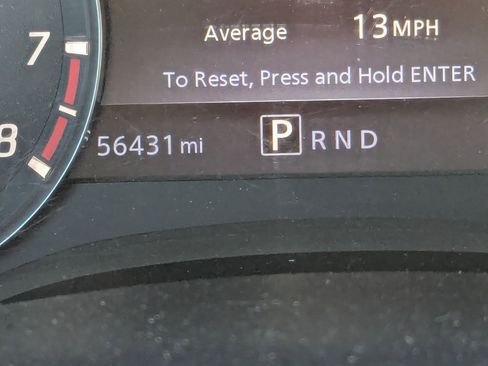 Average 13 MPH
To Reset, Press and Hold ENTER
7
8
56431 mi P R N D